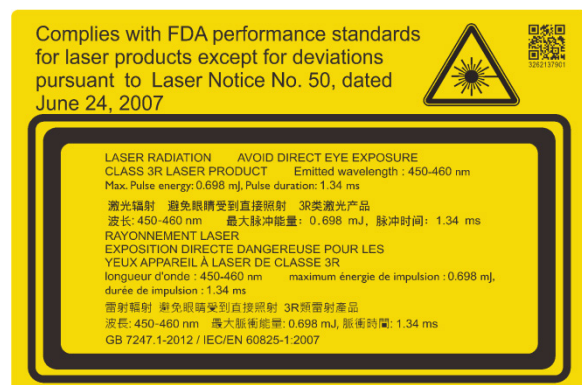 Complies with FDA performance standards
for laser products except for deviations
pursuant to Laser Notice No. 50, dated
June 24, 2007
3262137901
LASER RADIATION AVOID DIRECT EYE EXPOSURE
CLASS 3R LASER PRODUCT Emitted wavelength : 450-460 nm
Max. Pulse energy: 0.698 mJ, Pulse duration: 1.34 ms
激光辐射 避免眼睛受到直接照射 3R类激光产品
波长: 450-460 nm 最大脉冲能量: 0.698 mJ, 脉冲时间: 1.34 ms
RAYONNEMENT LASER
EXPOSITION DIRECTE DANGEREUSE POUR LES
YEUX APPAREIL À LASER DE CLASSE 3R
longueur d'onde : 450-460 nm maximum énergie de impulsion : 0.698 mJ,
durée de impulsion : 1.34 ms
雷射輻射 避免眼睛受到直接照射 3R類雷射產品
波長: 450-460 nm 最大脈衝能量: 0.698 mJ, 脈衝時間: 1.34 ms
GB 7247.1-2012 / IEC/EN 60825-1:2007